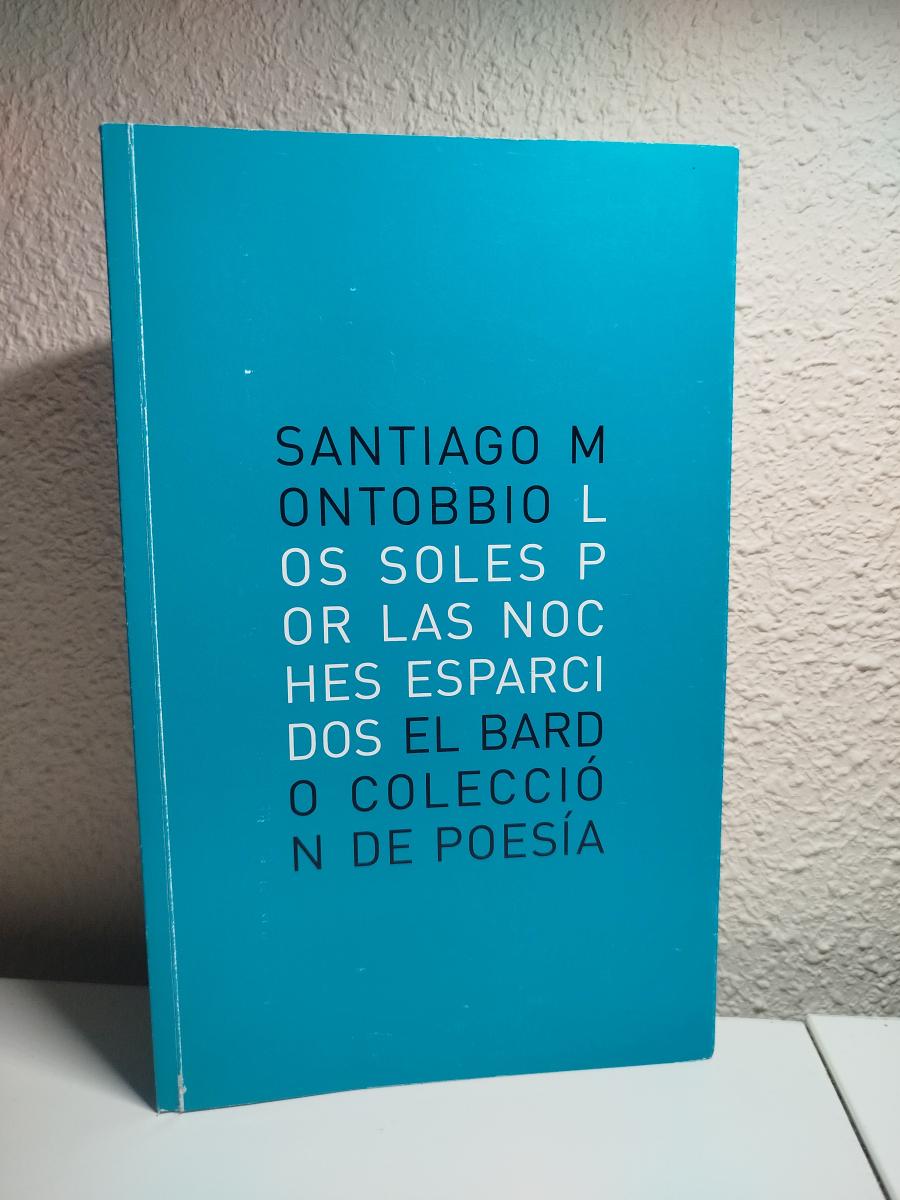 SANTIAGO M
ONTOBBIO L
OS SOLES P
OR LAS NOC
HES ESPARCI
DOS EL BARD
O COLECCIÓ
N DE POESÍA